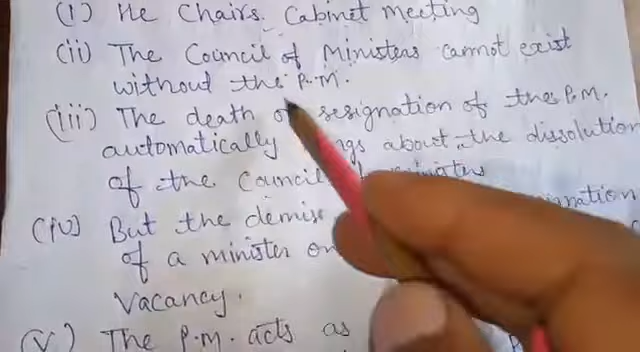 (i) He Chairs Cabinet meeting
(ii) The Council of Ministers cannot exist
without the P.M.
(iii) The death or resignation of the P.M.
automatically about the dissolution
of the Council
(iv) But the demise
of a minister
Vacancy.
(v) The P.M. acts as